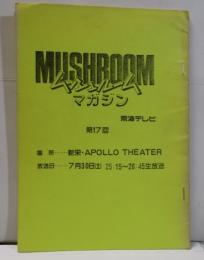 MUSHROOM
マッシュルーム
マガジン
東海テレビ
第17回
場 所……新栄・APOLLO THEATER
放送日……7月30日(土) 25:15〜26:45生放送